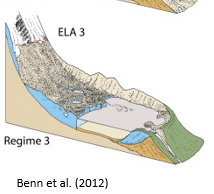 ELA 3
Regime 3
Benn et al. (2012)